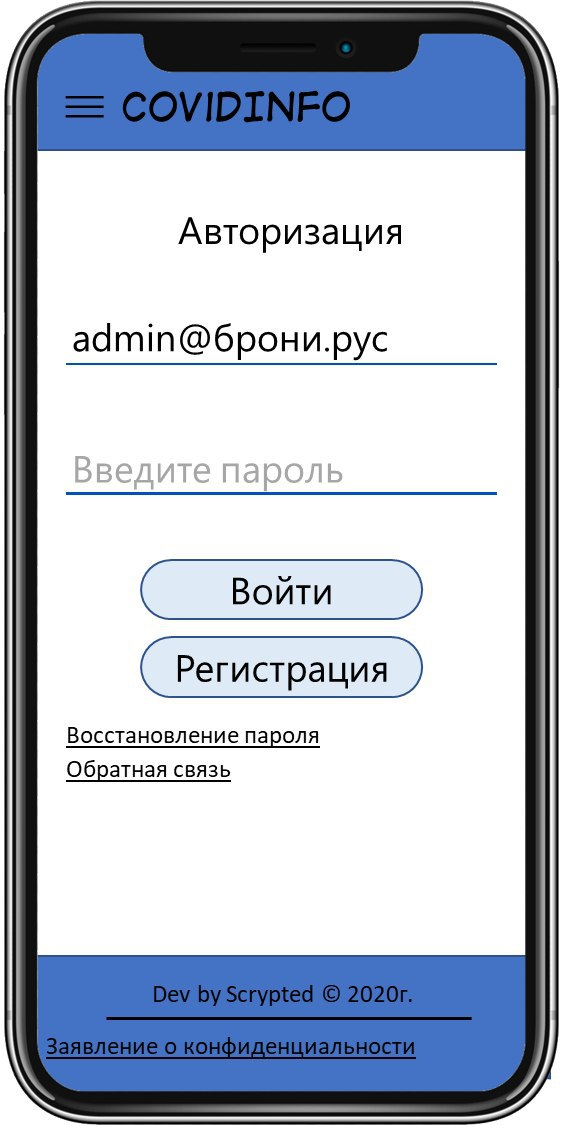 COVIDINFO
Авторизация
admin@брони.рус
Введите пароль
Войти
Регистрация
Восстановление пароля
Обратная связь
Dev by Scrypted © 2020г.
Заявление о конфиденциальности